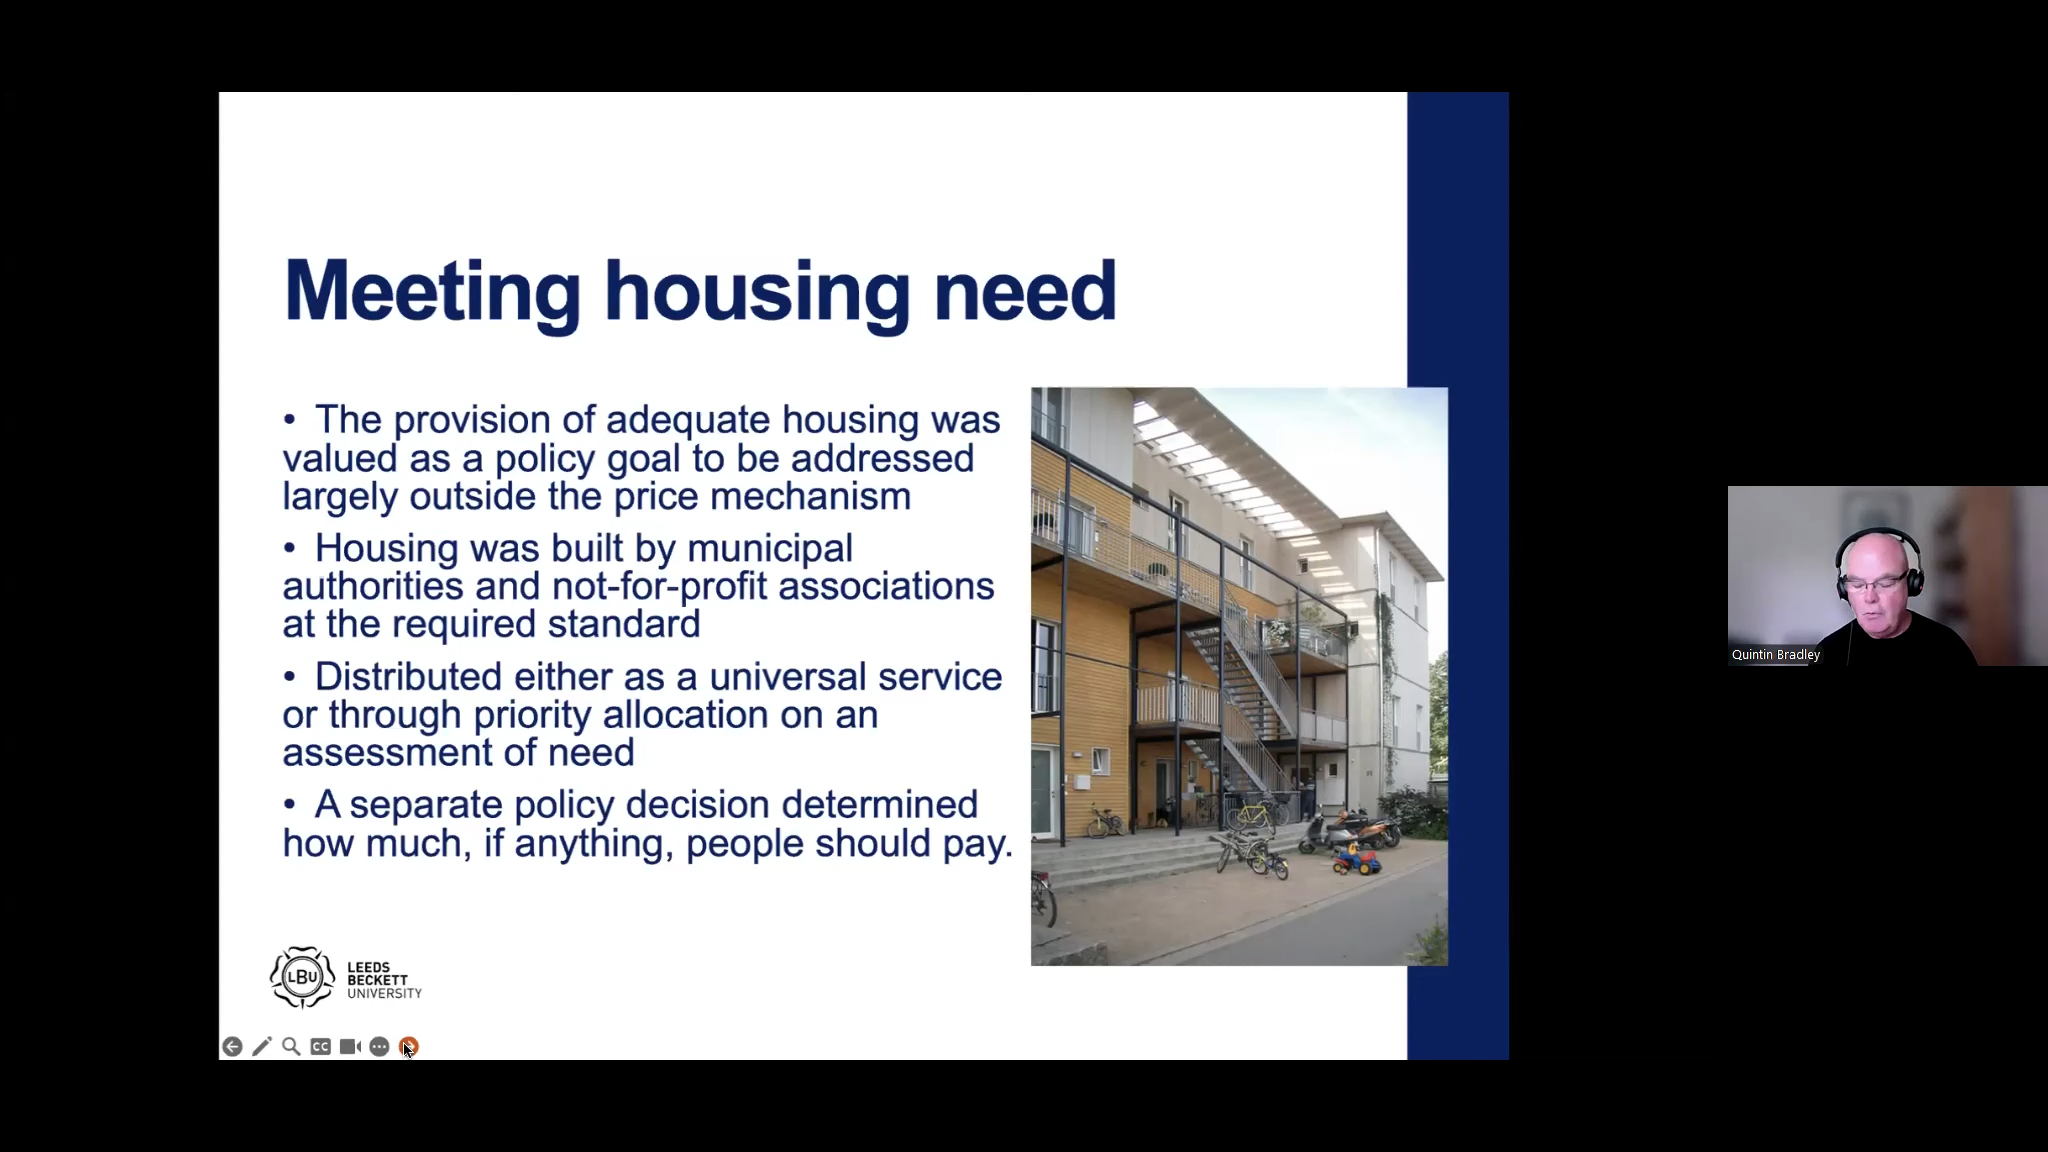 Meeting housing need
• The provision of adequate housing was
valued as a policy goal to be addressed
largely outside the price mechanism
• Housing was built by municipal
authorities and not-for-profit associations
at the required standard
• Distributed either as a universal service
or through priority allocation on an
assessment of need
• A separate policy decision determined
how much, if anything, people should pay.
LBU
LEEDS
BECKETT
UNIVERSITY
CC
Quintin Bradley